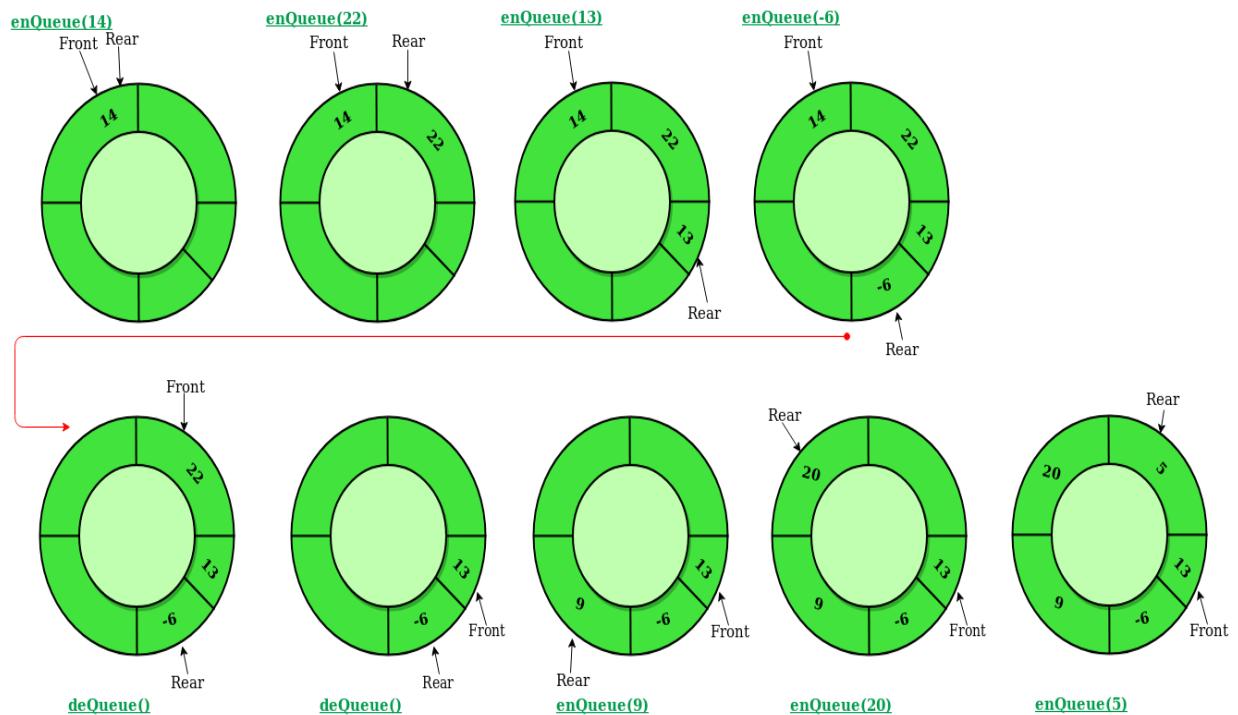 enQueue(14)
Front
Rear
14
enQueue(22)
Front
Rear
14
22
enQueue(13)
Front
14
22
13
Rear
enQueue(-6)
Front
14
22
13
-6
Rear
Front
22
13
-6
Rear
deQueue()
13
-6
Front
Rear
deQueue()
13
9
-6
Front
Rear
enQueue(9)
Rear
20
13
9
-6
Front
enQueue(20)
Rear
20
5
13
9
-6
Front
enQueue(5)